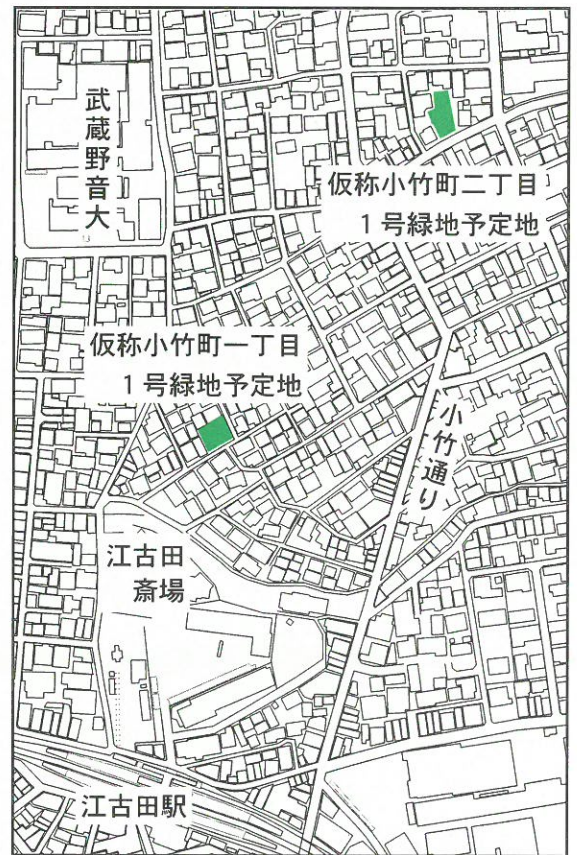 武蔵野音大
仮称小竹町二丁目
1号緑地予定地
仮称小竹町一丁目
1号緑地予定地
小竹通り
江古田
斎場
江古田駅